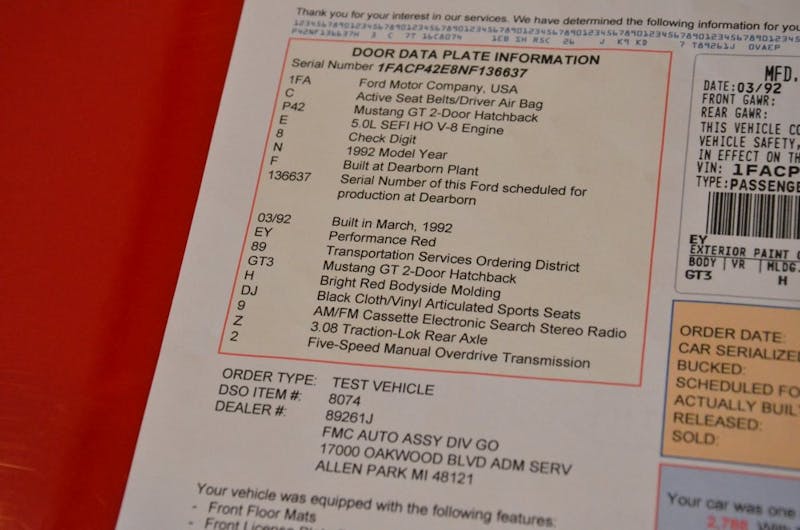 Thank you for your interest in our services. We have determined the following information for you
DOOR DATA PLATE INFORMATION
Serial Number 1FACP42E8NF136637
1FA Ford Motor Company, USA
C Active Seat Belts/Driver Air Bag
P42 Mustang GT 2-Door Hatchback
E 5.0L SEFI HO V-8 Engine
8 Check Digit
N 1992 Model Year
F Built at Dearborn Plant
136637 Serial Number of this Ford scheduled for
production at Dearborn
03/92 Built in March, 1992
EY Performance Red
89 Transportation Services Ordering District
GT3 Mustang GT 2-Door Hatchback
H Bright Red Bodyside Molding
DJ Black Cloth/Vinyl Articulated Sports Seats
9 AM/FM Cassette Electronic Search Stereo Radio
Z 3.08 Traction-Lok Rear Axle
2 Five-Speed Manual Overdrive Transmission
ORDER TYPE: TEST VEHICLE
DSO ITEM #: 8074
DEALER #: 89261J
FMC AUTO ASSY DIV GO
17000 OAKWOOD BLVD ADM SERV
ALLEN PARK MI 48121
Your vehicle was equipped with the following features:
- Front Floor Mats
MFD.
DATE:03/92
FRONT GAWR:
REAR GAWR:
THIS VEHICLE
VEHICLE SAFETY,
IN EFFECT ON
VIN: 1FACP
TYPE:PASSENGE
EY
EXTERIOR PAINT
BODY | VR | MLDG.
GT3 H
ORDER DATE:
CAR SERIALIZED
BUCKED:
SCHEDULED FO
ACTUALLY BUIL
RELEASED:
SOLD:
Your car was one